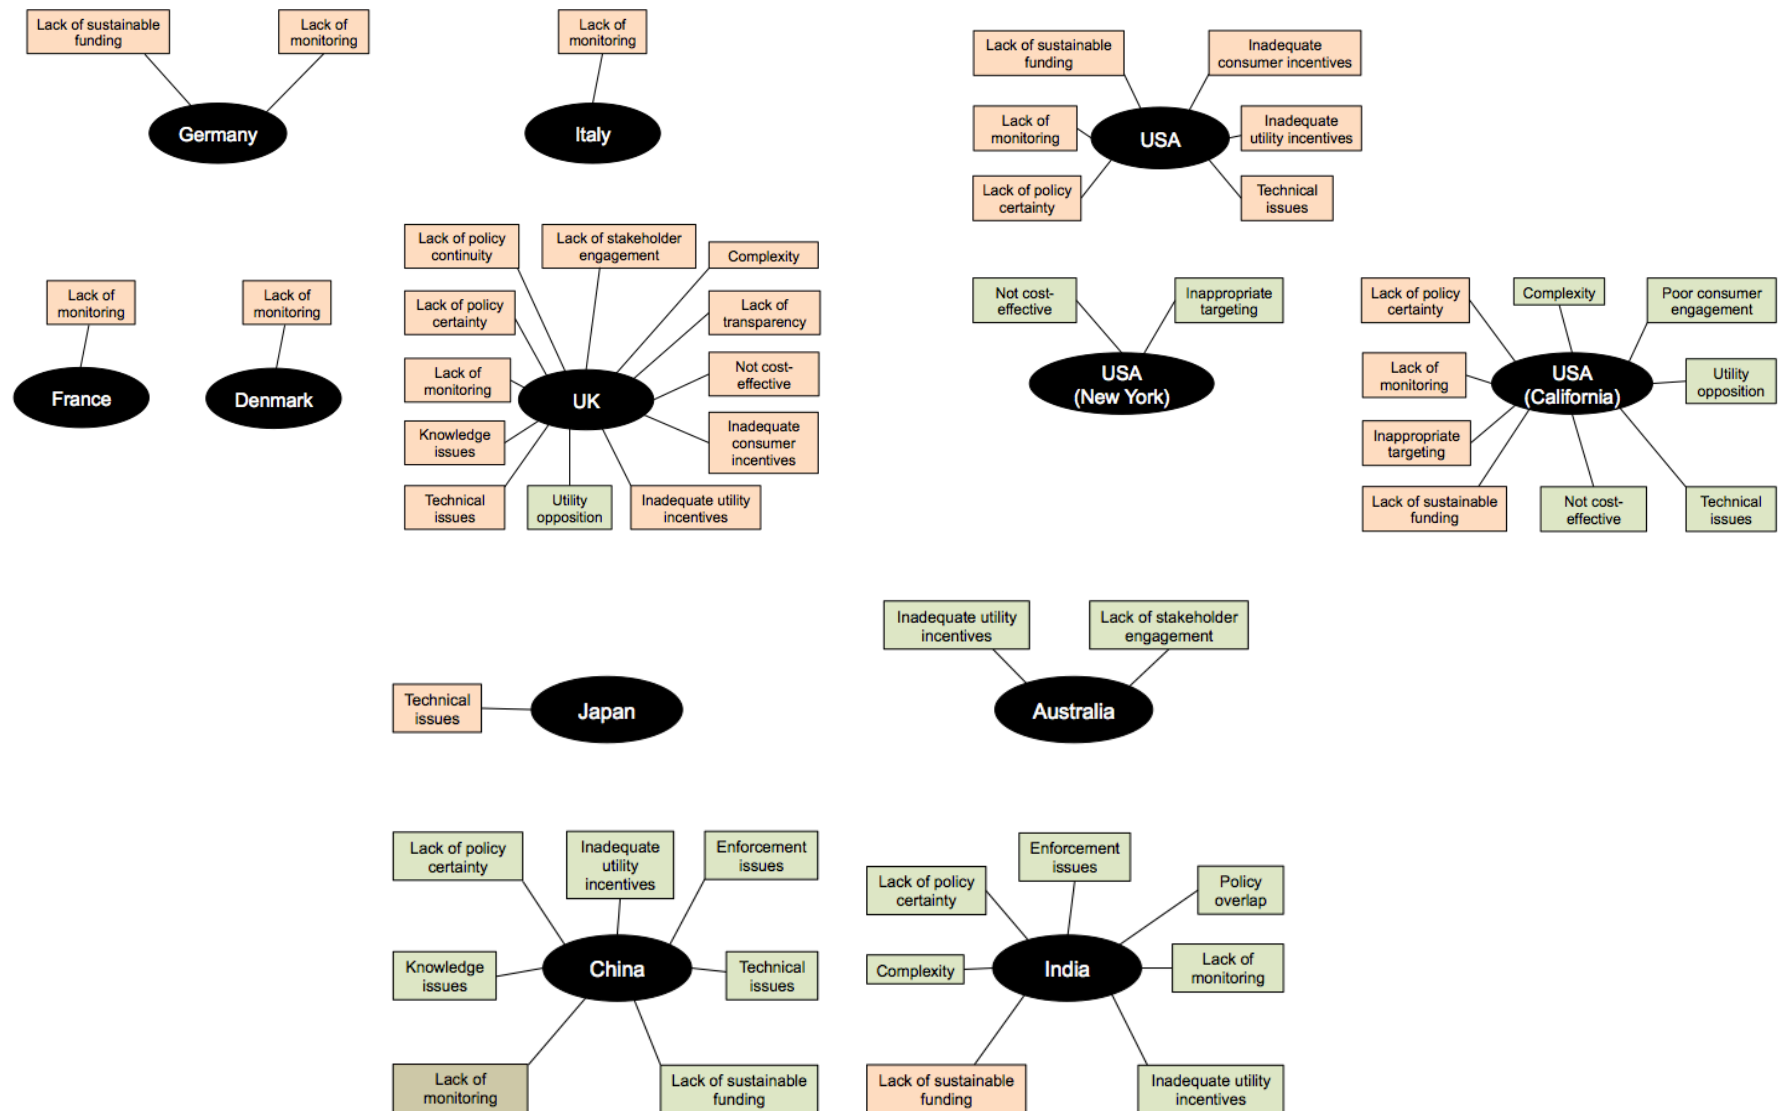 Lack of sustainable
funding
Lack of
monitoring
Germany
Lack of
monitoring
Italy
Lack of sustainable
funding
Inadequate
consumer incentives
Lack of
monitoring
USA
Inadequate
utility incentives
Lack of policy
certainty
Technical
issues
Lack of
monitoring
France
Lack of
monitoring
Denmark
Lack of policy
continuity
Lack of stakeholder
engagement
Complexity
Lack of policy
certainty
Lack of
transparency
Lack of
monitoring
UK
Not cost-
effective
Knowledge
issues
Inadequate
consumer
incentives
Technical
issues
Utility
opposition
Inadequate utility
incentives
Not cost-
effective
Inappropriate
targeting
USA
(New York)
Lack of policy
certainty
Complexity
Poor consumer
engagement
Lack of
monitoring
USA
(California)
Utility
opposition
Inappropriate
targeting
Lack of sustainable
funding
Not cost-
effective
Technical
issues
Technical
issues
Japan
Inadequate utility
incentives
Lack of stakeholder
engagement
Australia
Lack of policy
certainty
Inadequate
utility
incentives
Enforcement
issues
Knowledge
issues
China
Technical
issues
Lack of
monitoring
Lack of sustainable
funding
Lack of policy
certainty
Enforcement
issues
Policy
overlap
Complexity
India
Lack of
monitoring
Lack of sustainable
funding
Inadequate utility
incentives